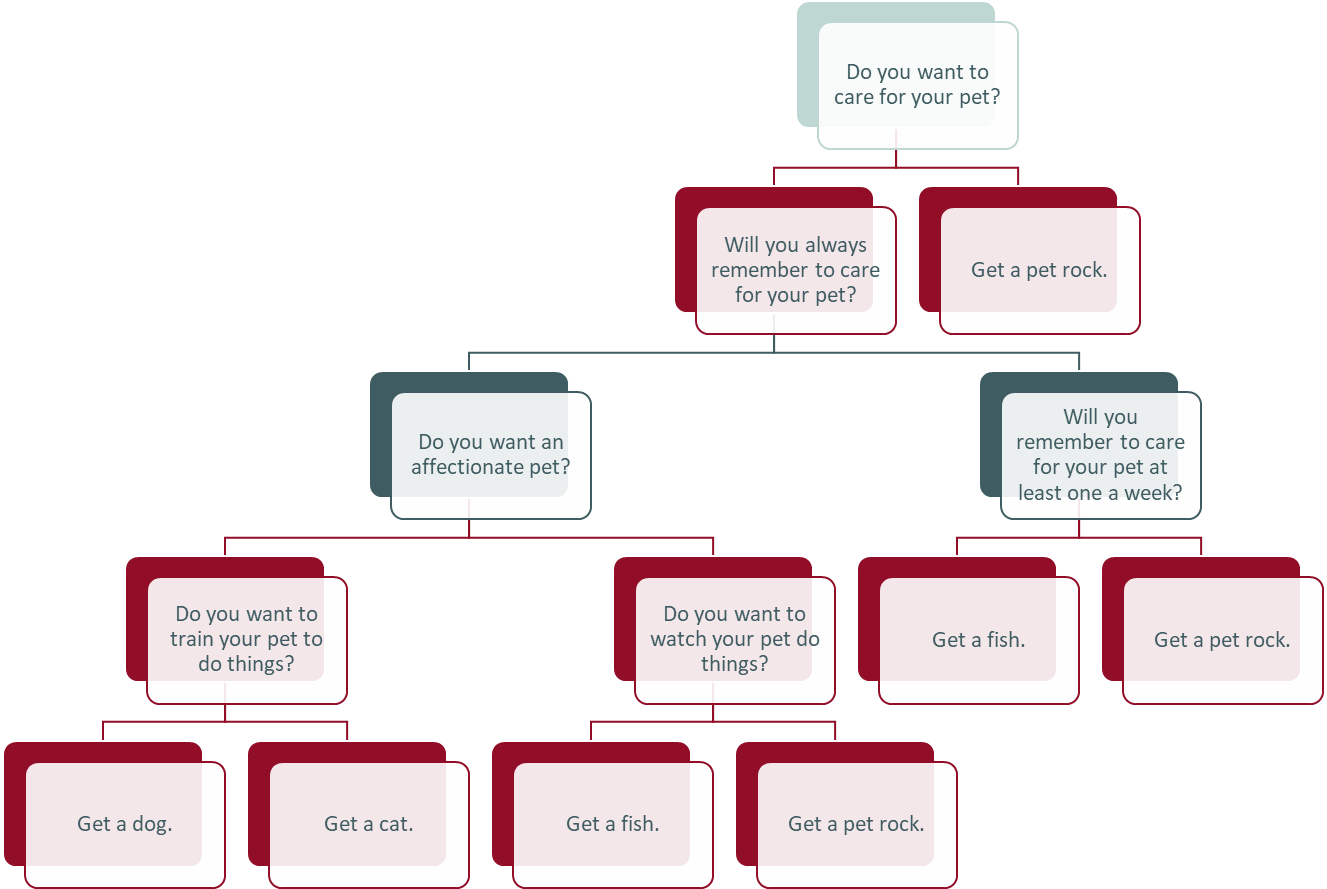 Do you want to
care for your pet?
Will you always
remember to care
for your pet?
Get a pet rock.
Do you want an
affectionate pet?
Will you
remember to care
for your pet at
least one a week?
Do you want to
train your pet to
do things?
Do you want to
watch your pet do
things?
Get a fish.
Get a pet rock.
Get a dog.
Get a cat.
Get a fish.
Get a pet rock.